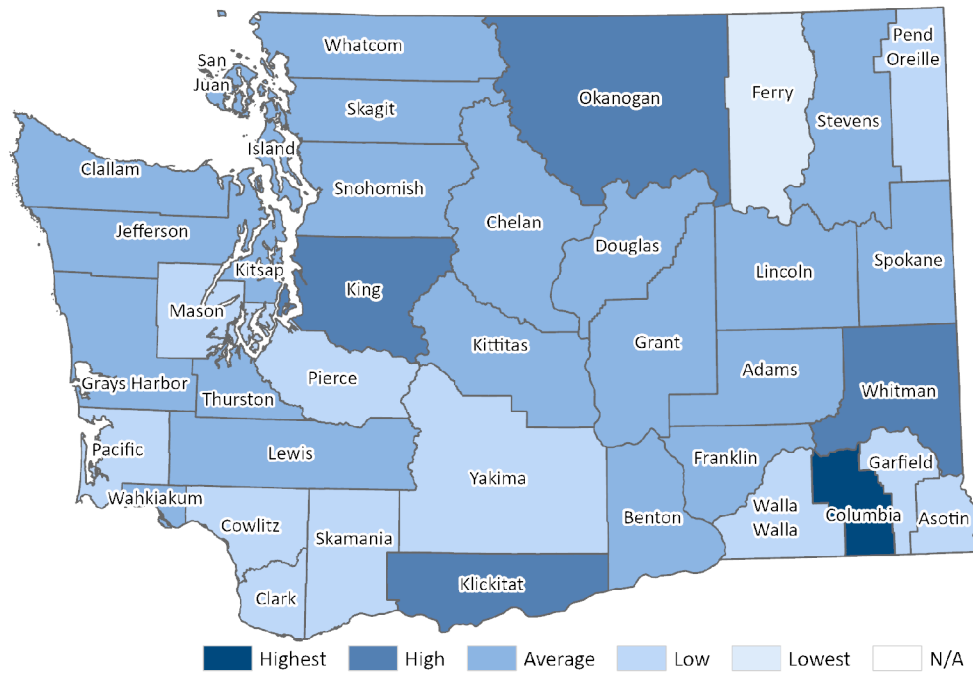 Whatcom
San
Juan
Skagit
Island
Snohomish
Okanogan
Ferry
Stevens
Pend
Oreille
Clallam
Jefferson
Chelan
Douglas
Lincoln
Spokane
Kitsap
King
Mason
Kittitas
Grant
Adams
Whitman
Grays Harbor
Thurston
Pierce
Pacific
Lewis
Yakima
Franklin
Garfield
Wahkiakum
Cowlitz
Skamania
Benton
Walla
Walla
Columbia
Asotin
Clark
Klickitat
Highest
High
Average
Low
Lowest
N/A